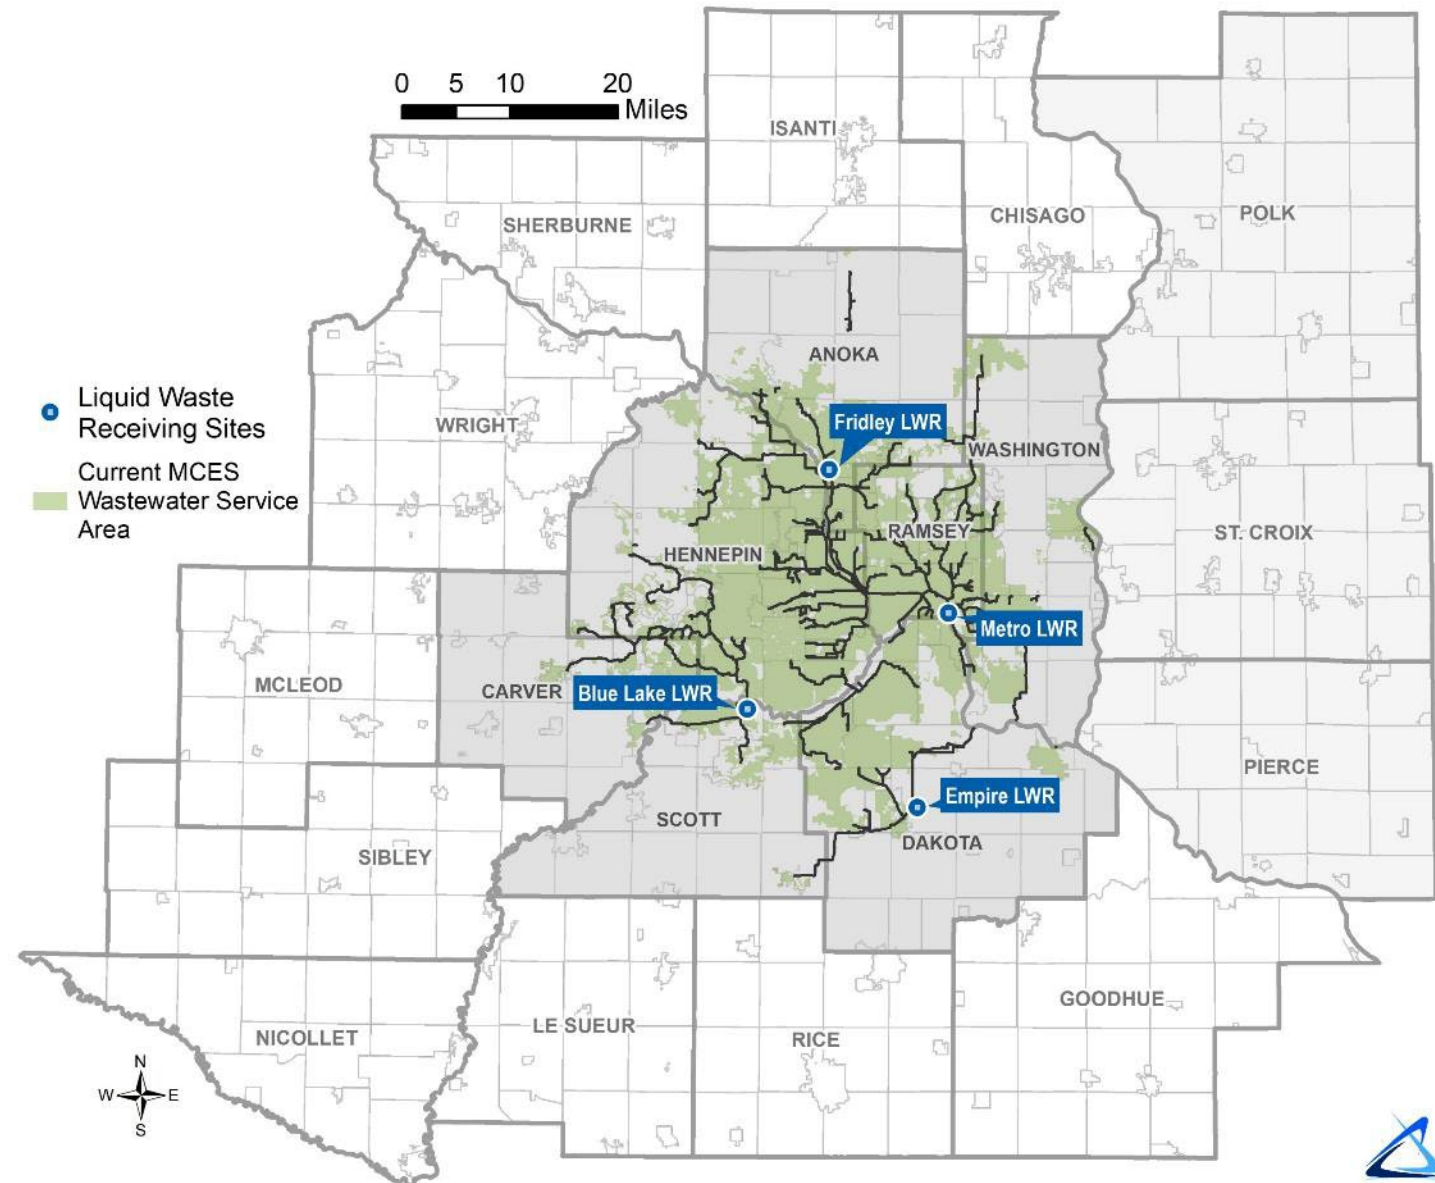 0 5 10 20
Miles
ISANTI
CHISAGO
POLK
SHERBURNE
ANOKA
Liquid Waste
Receiving Sites
Current MCES
Wastewater Service
Area
WRIGHT
Fridley LWR
WASHINGTON
RAMSEY
ST. CROIX
HENNEPIN
Metro LWR
MCLEOD
CARVER
Blue Lake LWR
PIERCE
Empire LWR
SCOTT
DAKOTA
SIBLEY
GOODHUE
LE SUEUR
RICE
NICOLLET
N
W E
S